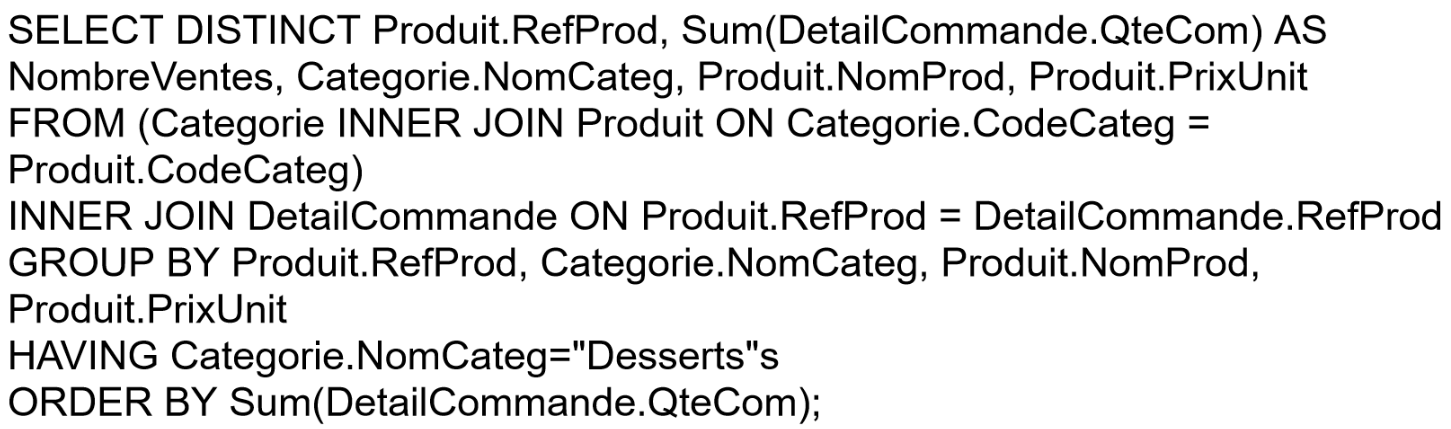 SELECT DISTINCT Produit.RefProd, Sum(DetailCommande.QteCom) AS
NombreVentes, Categorie.NomCateg, Produit.NomProd, Produit.PrixUnit
FROM (Categorie INNER JOIN Produit ON Categorie.CodeCateg =
Produit.CodeCateg)
INNER JOIN DetailCommande ON Produit.RefProd = DetailCommande.RefProd
GROUP BY Produit.RefProd, Categorie.NomCateg, Produit.NomProd,
Produit.PrixUnit
HAVING Categorie.NomCateg="Desserts"s
ORDER BY Sum(DetailCommande.QteCom);